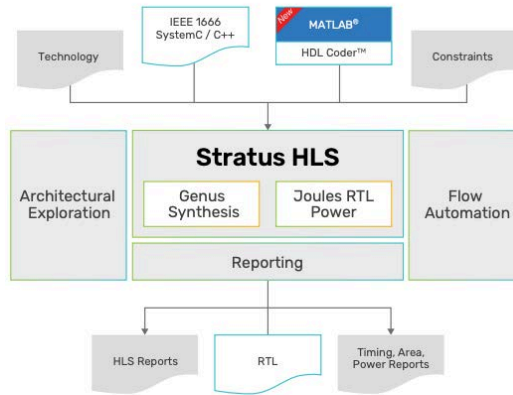 Technology
IEEE 1666
SystemC / C++
New
MATLAB®
HDL Coder™
Constraints
Architectural
Exploration
Stratus HLS
Genus
Synthesis
Joules RTL
Power
Flow
Automation
Reporting
HLS Reports
RTL
Timing, Area,
Power Reports